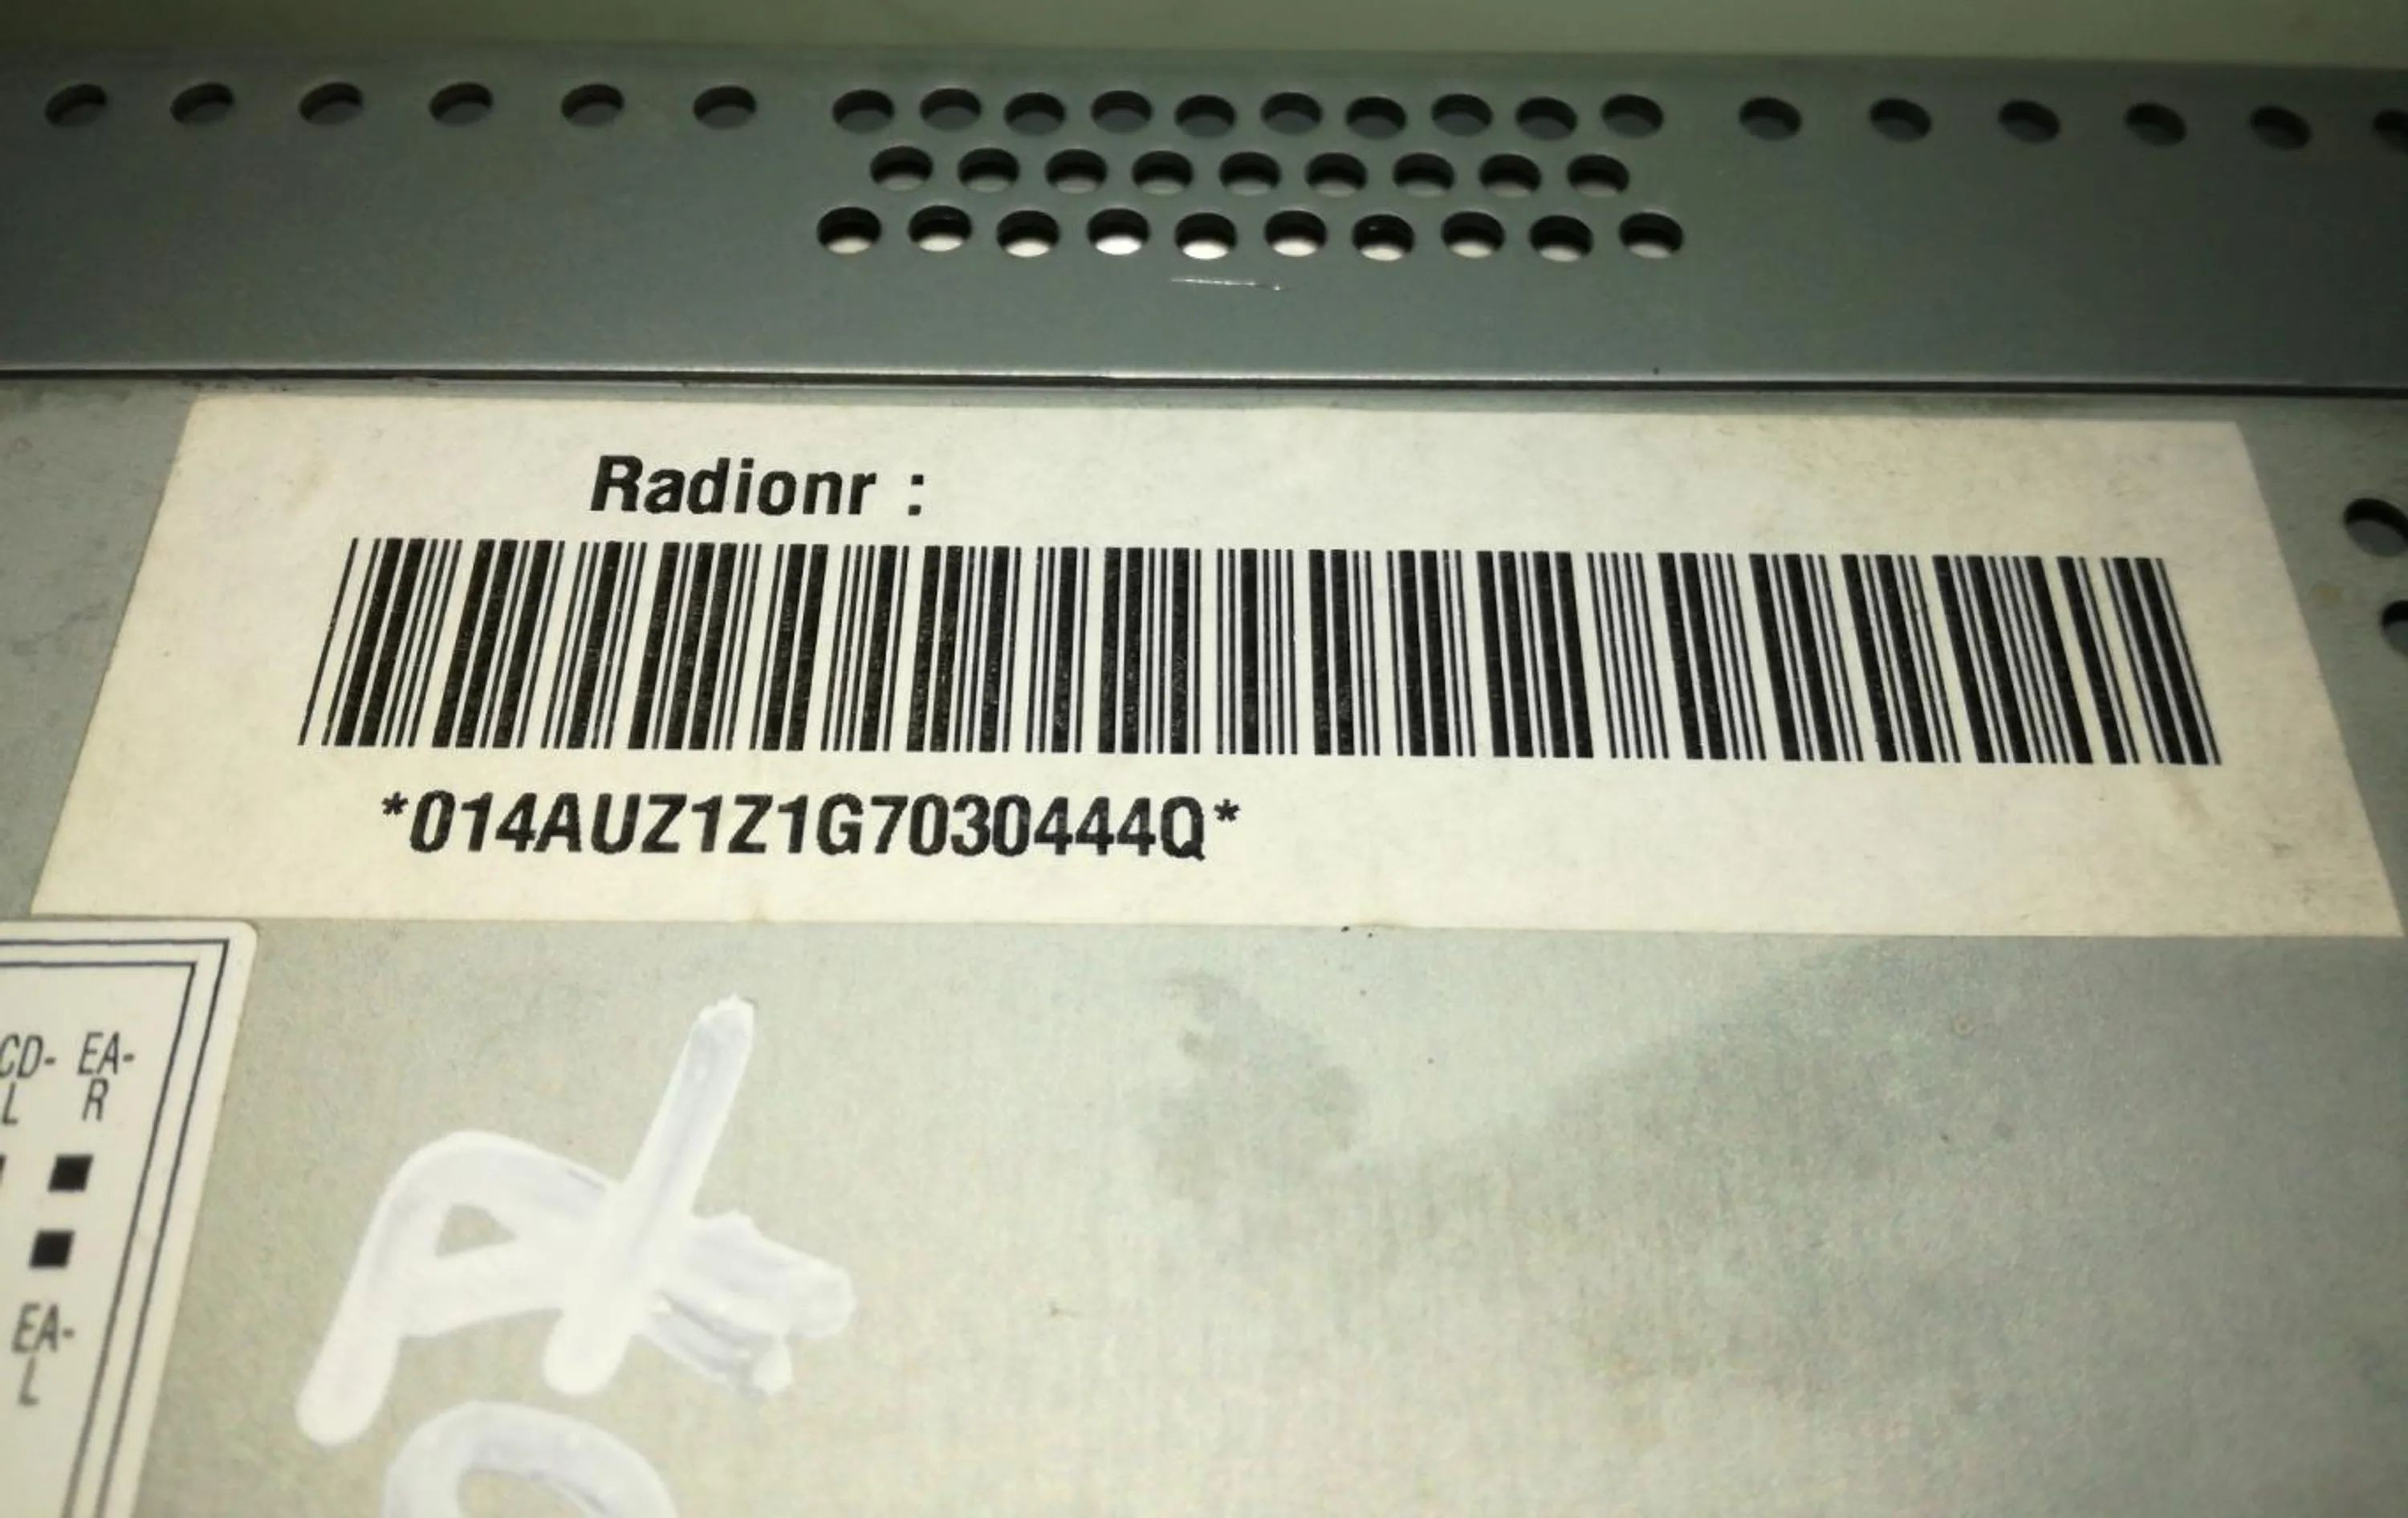 Radionr :
*014AUZ1Z1G7030444Q*
CD- EA-
L R
EA-
L